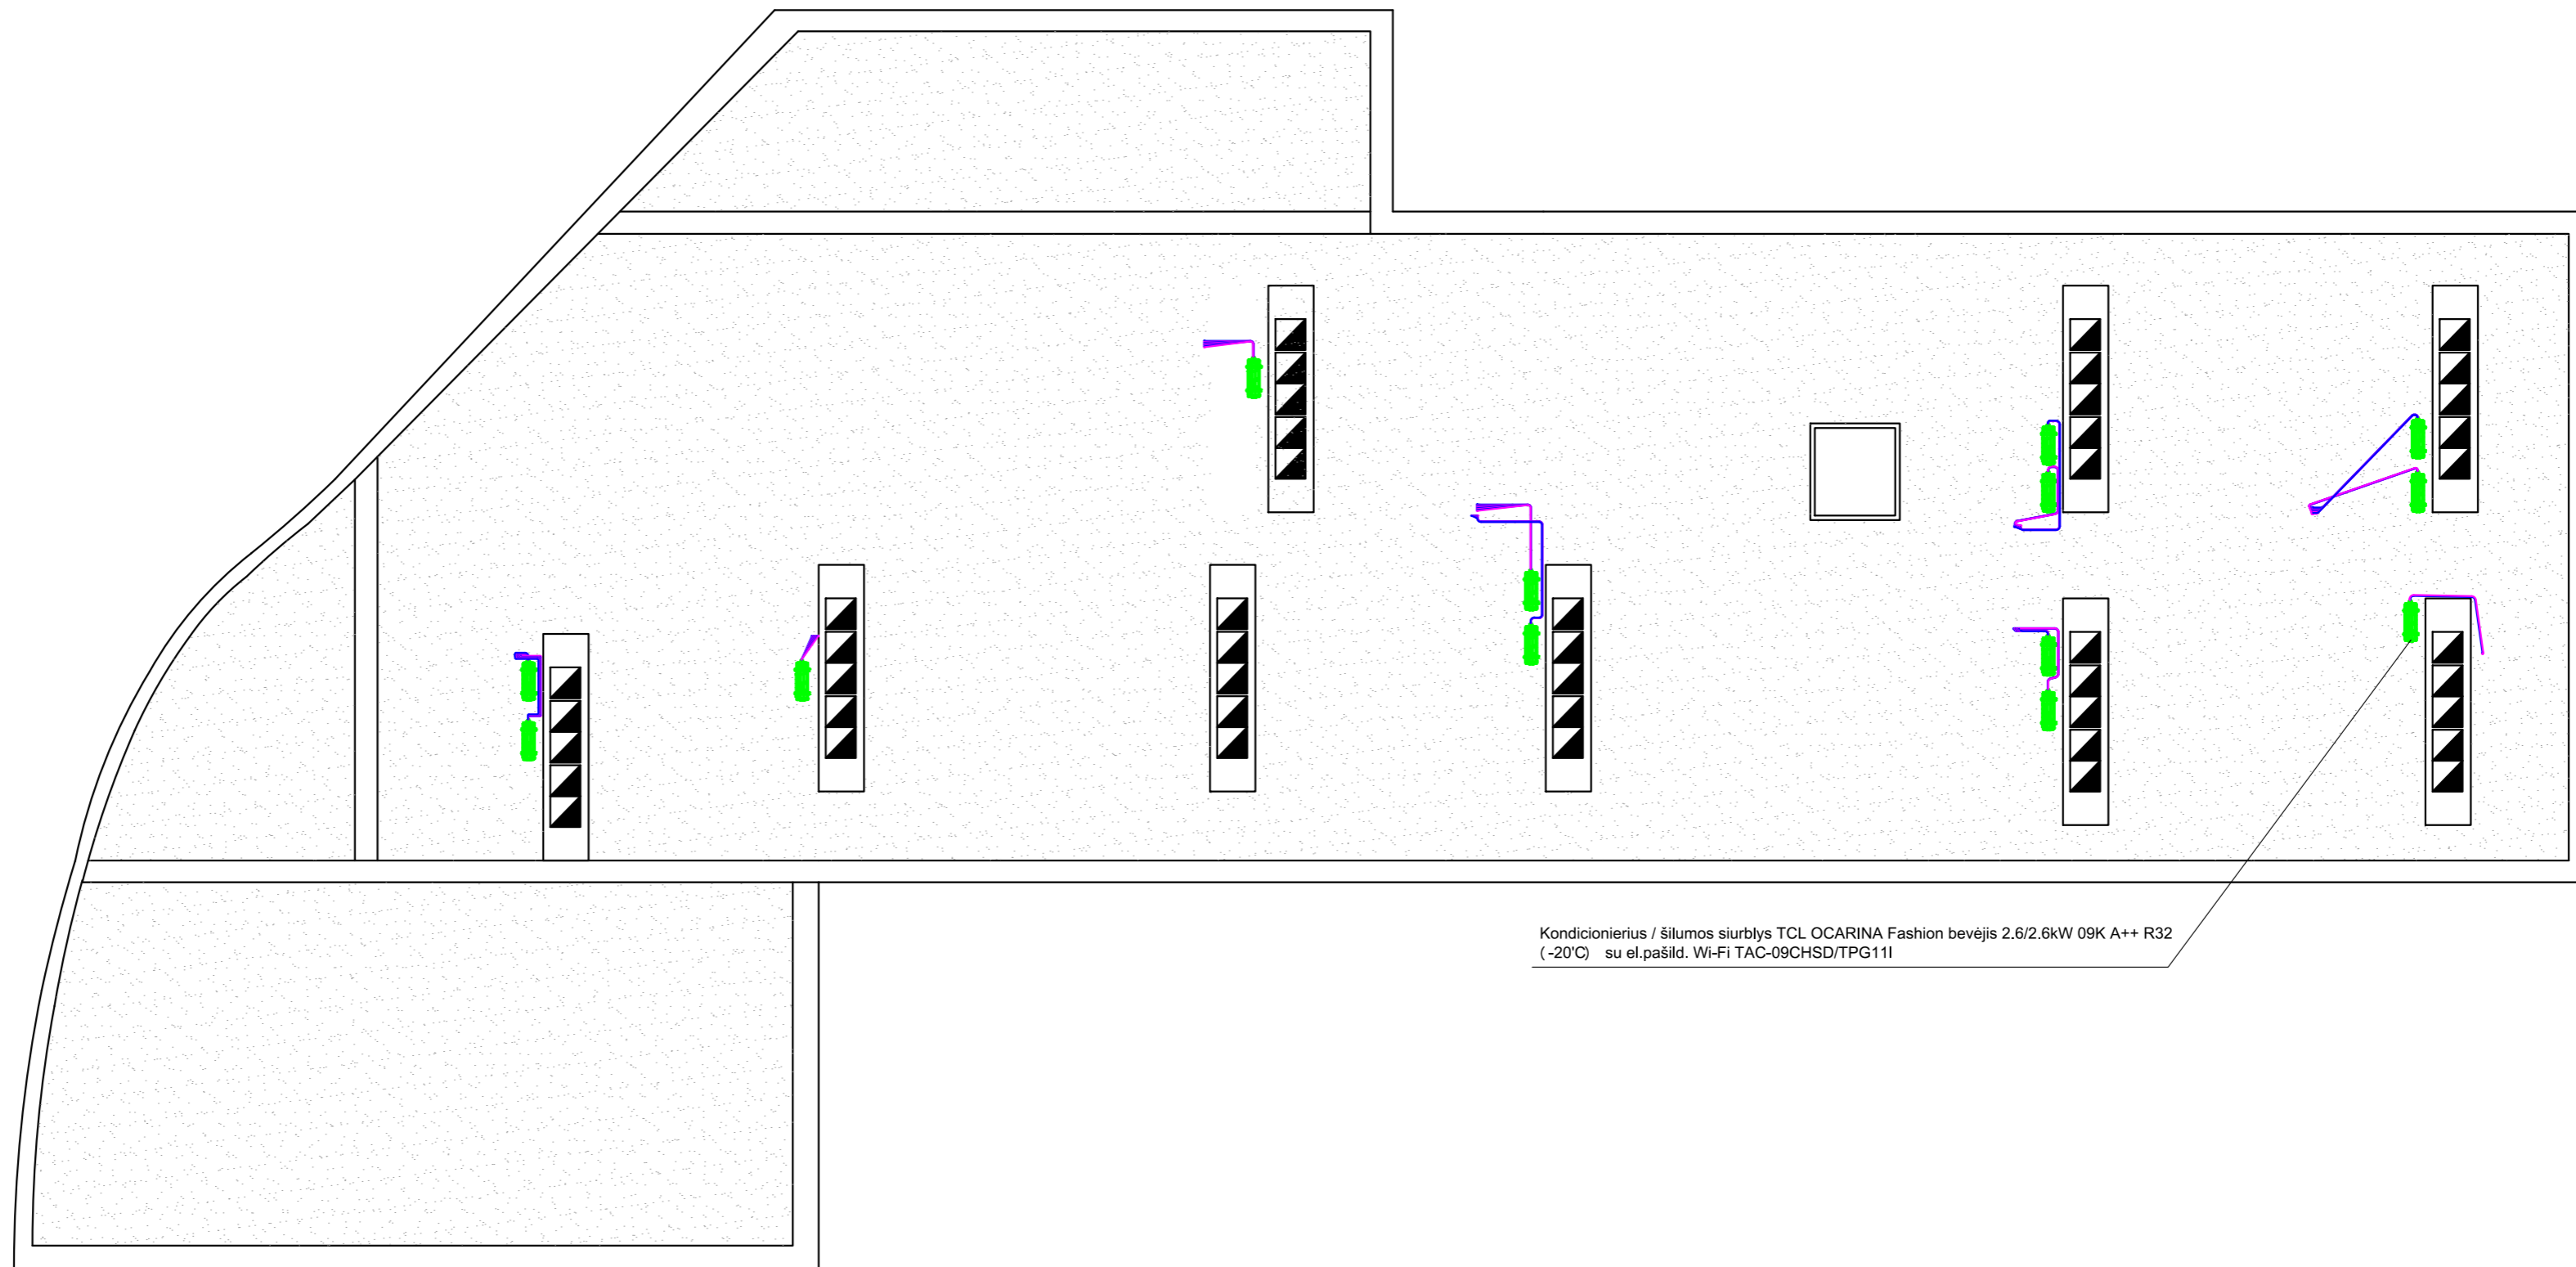 Kondicionierius / šilumos siurblys TCL OCARINA Fashion bevėjis 2.6/2.6kW 09K A++ R32
(-20'C) su el.pašild. Wi-Fi TAC-09CHSD/TPG11I